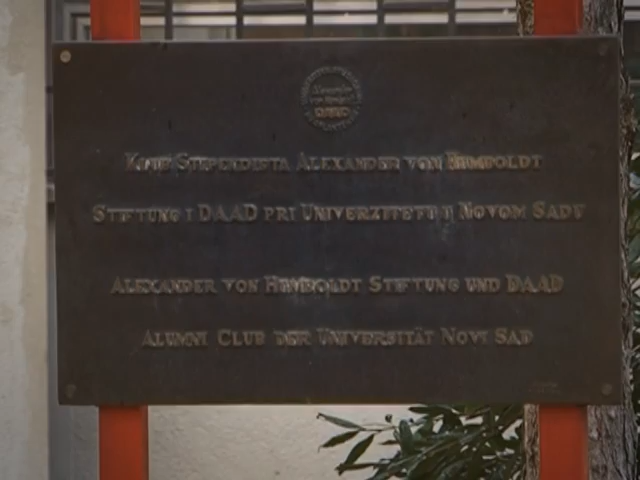 Klub Stipendista Alexander von Humboldt
Stiftung i DAAD pri Univerzitetu u Novom Sadu
Alexander von Humboldt Stiftung und DAAD
Alumni Club der Universität Novi Sad